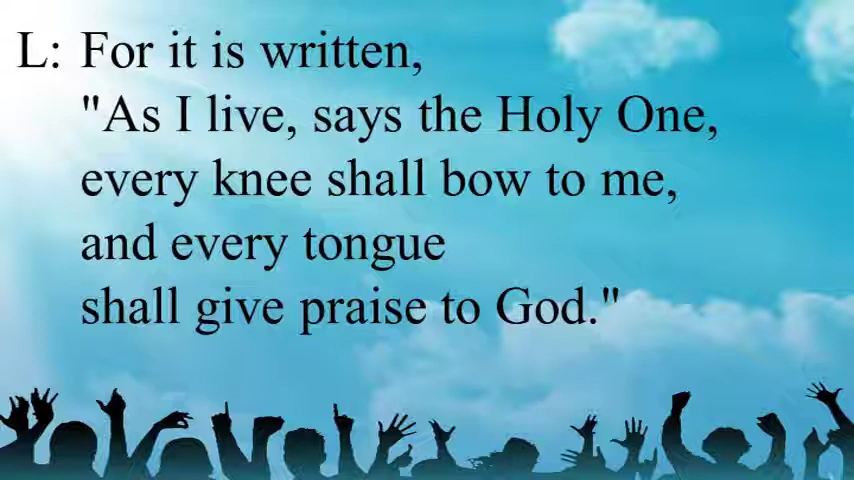 L: For it is written,
"As I live, says the Holy One,
every knee shall bow to me,
and every tongue
shall give praise to God."